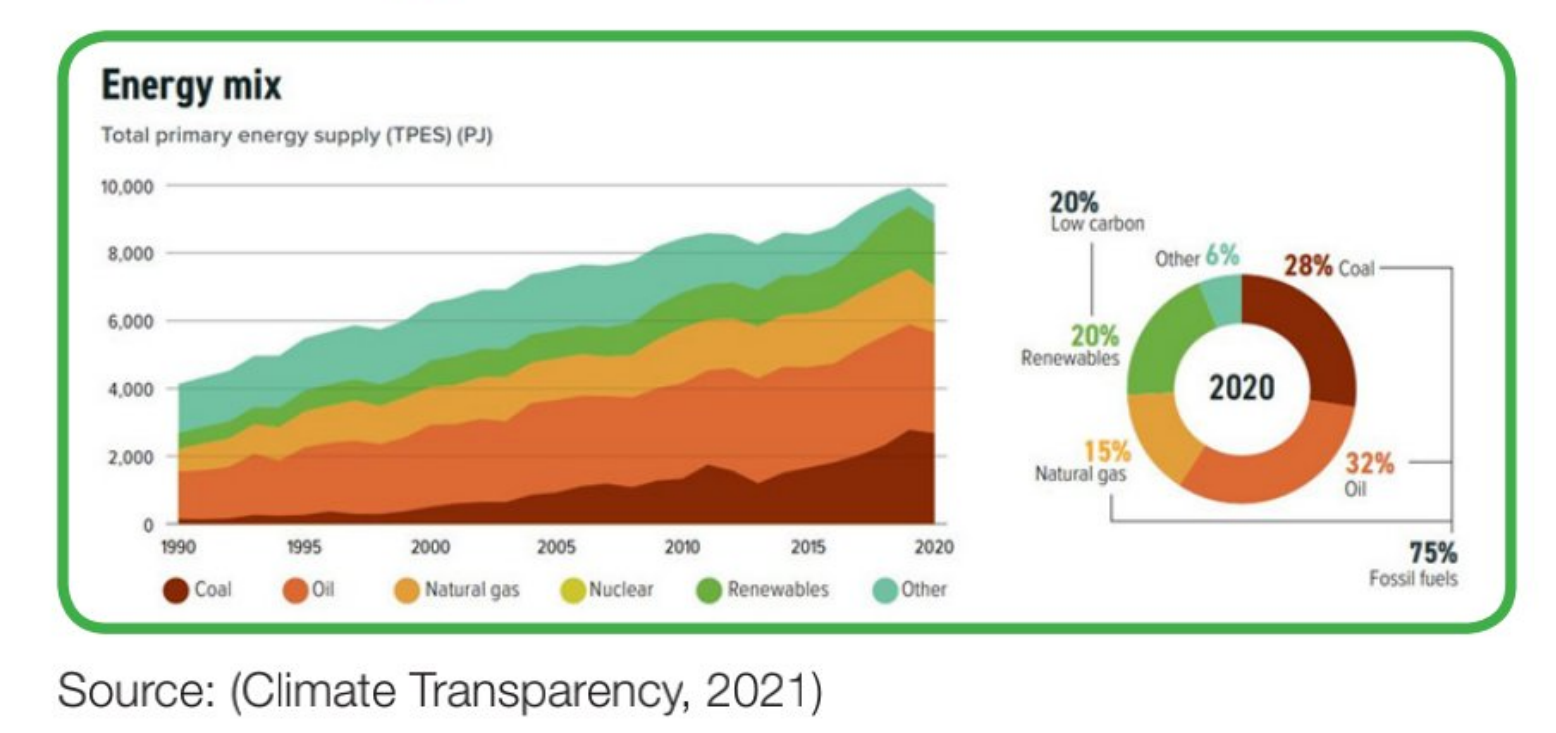 Energy mix
Total primary energy supply (TPES) (PJ)
10,000
8,000
6,000
4,000
2,000
0
1990 1995 2000 2005 2010 2015 2020
Coal Oil Natural gas Nuclear Renewables Other
20%
Low carbon
Other 6%
28% Coal
20%
Renewables
2020
15%
Natural gas
32%
Oil
75%
Fossil fuels
Source: (Climate Transparency, 2021)